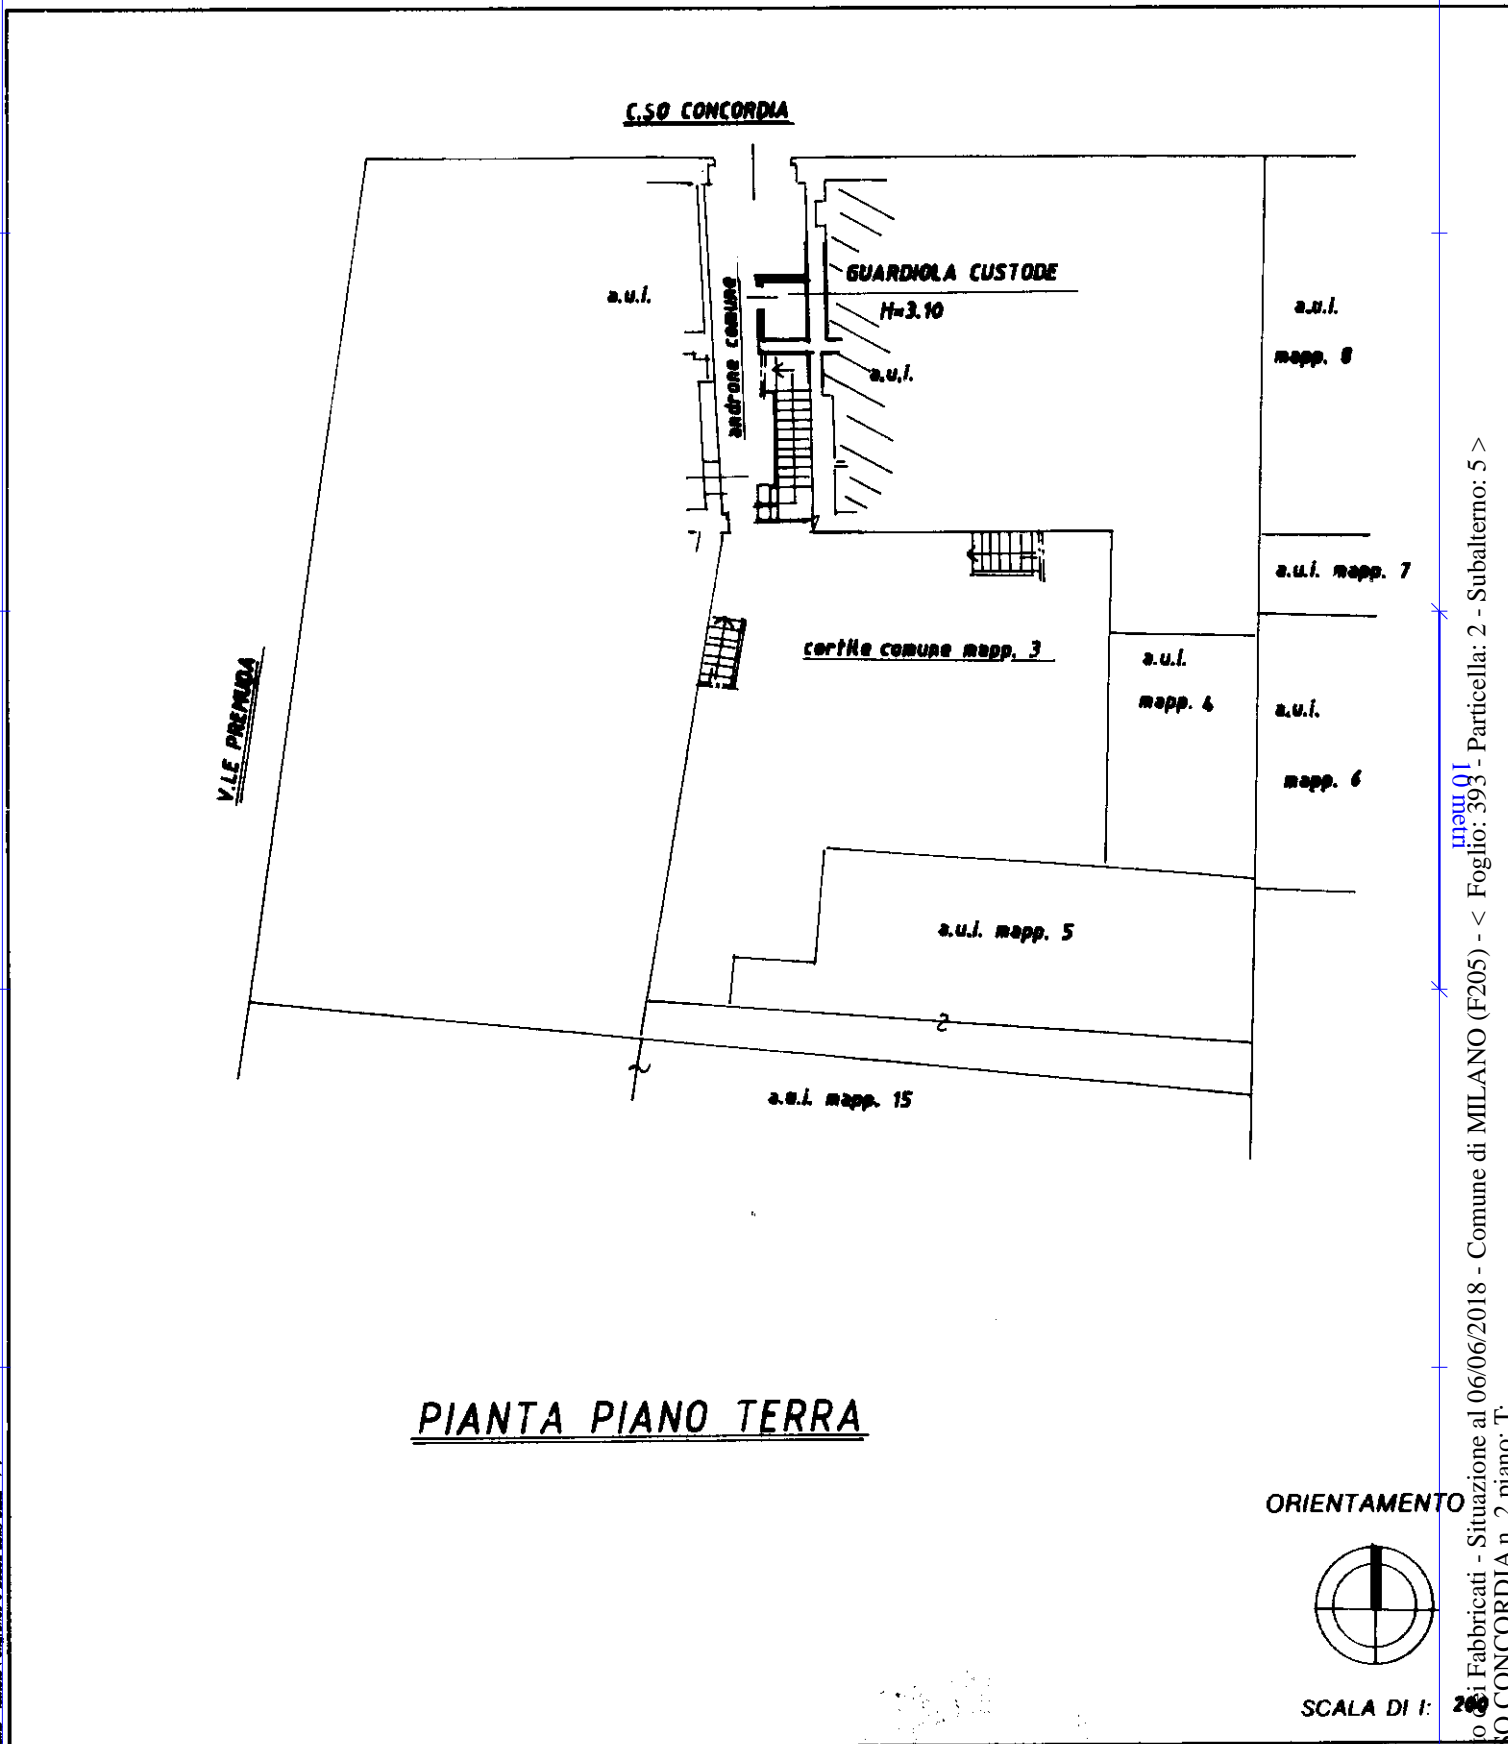 C.SO CONCORDIA
GUARDIOLA CUSTODE
H=3.10
a.u.i.
androne comune
a.u.i.
a.u.i.
mapp. 8
a.u.i. mapp. 7
cortile comune mapp. 3
a.u.i.
mapp. 4
a.u.i.
mapp. 6
V.LE PREMUDA
a.u.i. mapp. 5
a.u.i. mapp. 15
10 metri
PIANTA PIANO TERRA
ORIENTAMENTO
SCALA DI I: 200
dei Fabbricati - Situazione al 06/06/2018 - Comune di MILANO (F205) - < Foglio: 393 - Particella: 2 - Subalterno: 5 >
CONCORDIA n. 2 piano: T;